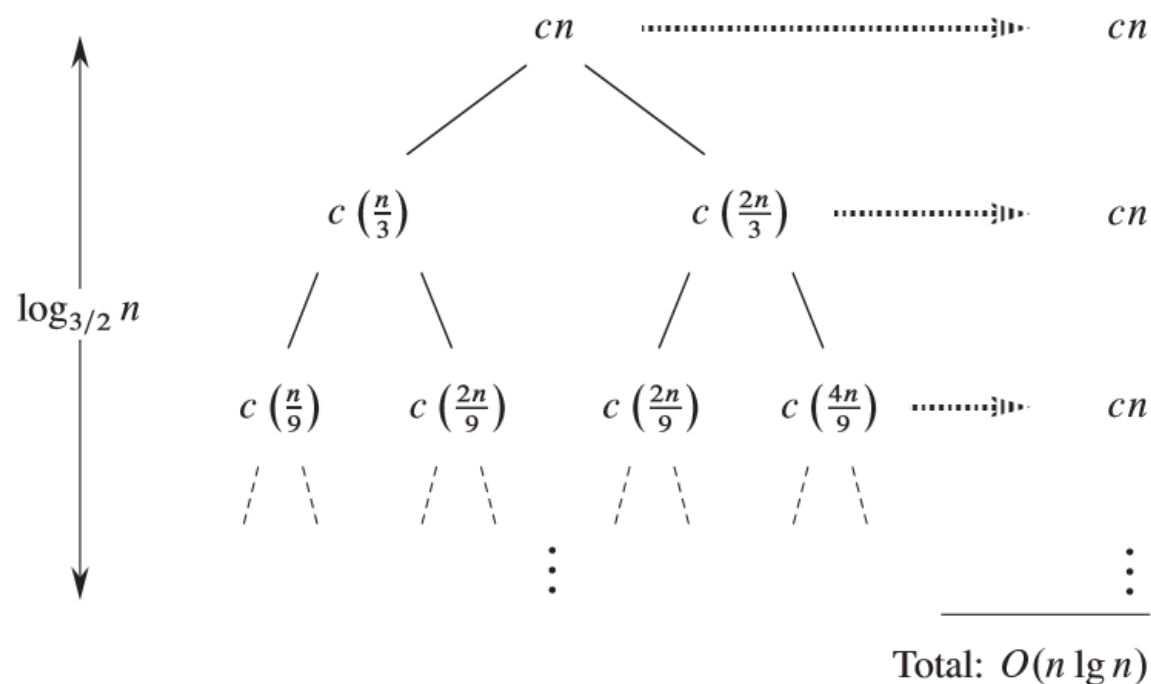 cn cn
c (n/3) c (2n/3) cn
log_{3/2} n
c (n/9) c (2n/9) c (2n/9) c (4n/9) cn
Total: O(n lg n)